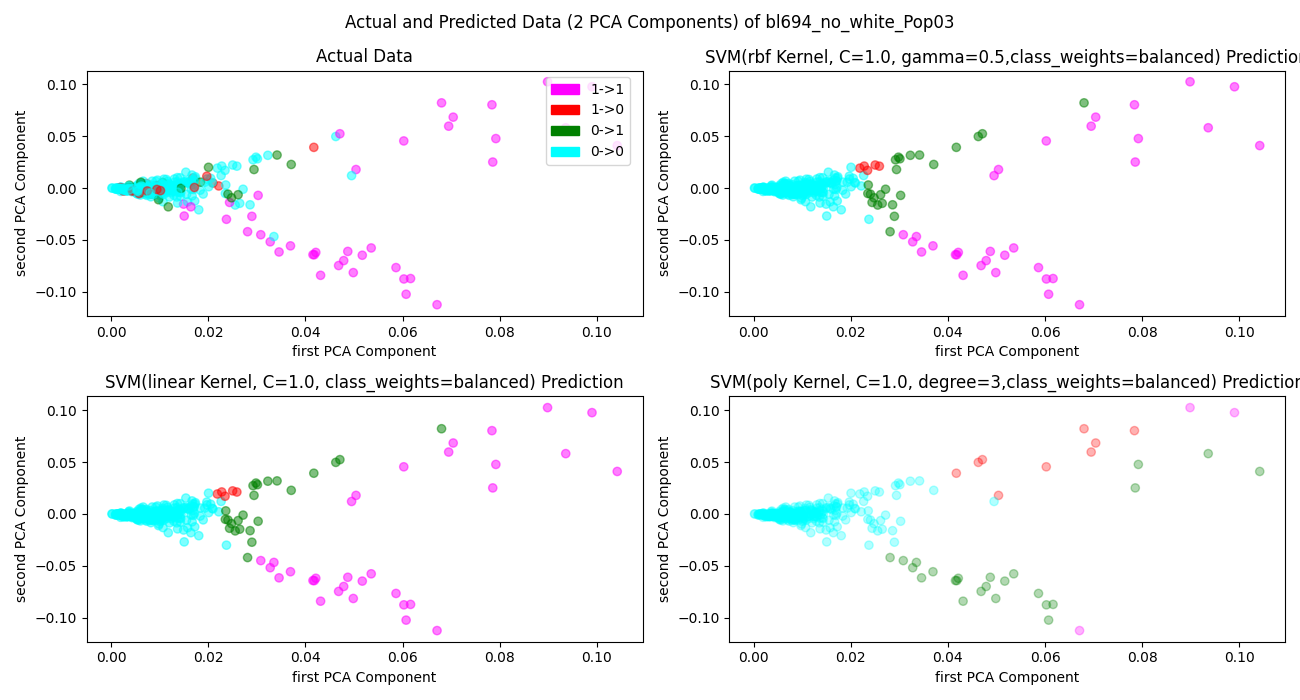 Actual and Predicted Data (2 PCA Components) of bl694_no_white_Pop03
Actual Data
0.10
0.05
0.00
−0.05
−0.10
second PCA Component
1->1
1->0
0->1
0->0
0.00 0.02 0.04 0.06 0.08 0.10
first PCA Component
SVM(rbf Kernel, C=1.0, gamma=0.5,class_weights=balanced) Prediction
0.10
0.05
0.00
−0.05
−0.10
second PCA Component
0.00 0.02 0.04 0.06 0.08 0.10
first PCA Component
SVM(linear Kernel, C=1.0, class_weights=balanced) Prediction
0.10
0.05
0.00
−0.05
−0.10
second PCA Component
0.00 0.02 0.04 0.06 0.08 0.10
first PCA Component
SVM(poly Kernel, C=1.0, degree=3,class_weights=balanced) Prediction
0.10
0.05
0.00
−0.05
−0.10
second PCA Component
0.00 0.02 0.04 0.06 0.08 0.10
first PCA Component